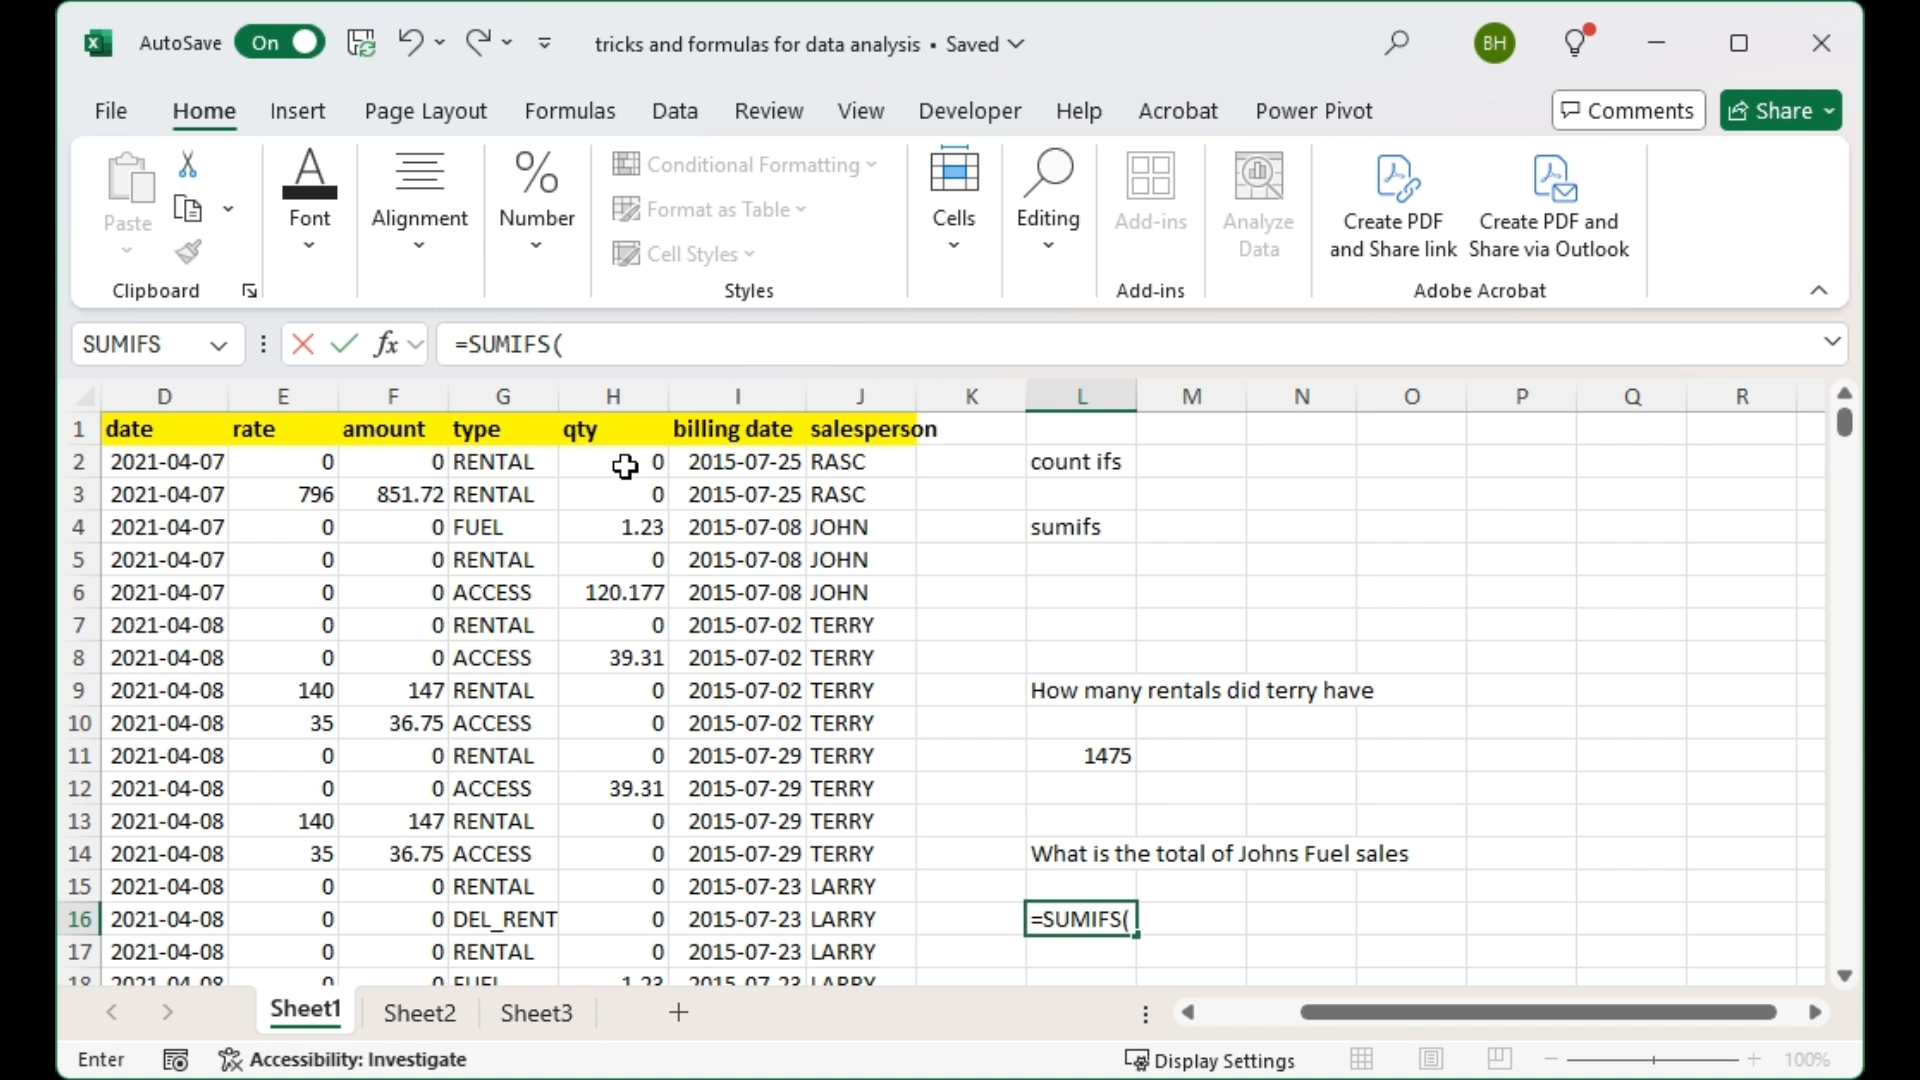 AutoSave On tricks and formulas for data analysis • Saved BH
File Home Insert Page Layout Formulas Data Review View Developer Help Acrobat Power Pivot Comments Share
Paste Font Alignment Number Conditional Formatting Format as Table Cell Styles Cells Editing Add-ins Analyze Data Create PDF and Share link Create PDF and Share via Outlook
Clipboard Styles Add-ins Adobe Acrobat
SUMIFS fx =SUMIFS(
D E F G H I J K L M N O P Q R
1 date rate amount type qty billing date salesperson
2 2021-04-07 0 0 RENTAL 0 2015-07-25 RASC count ifs
3 2021-04-07 796 851.72 RENTAL 0 2015-07-25 RASC
4 2021-04-07 0 0 FUEL 1.23 2015-07-08 JOHN sumifs
5 2021-04-07 0 0 RENTAL 0 2015-07-08 JOHN
6 2021-04-07 0 0 ACCESS 120.177 2015-07-08 JOHN
7 2021-04-08 0 0 RENTAL 0 2015-07-02 TERRY
8 2021-04-08 0 0 ACCESS 39.31 2015-07-02 TERRY
9 2021-04-08 140 147 RENTAL 0 2015-07-02 TERRY How many rentals did terry have
10 2021-04-08 35 36.75 ACCESS 0 2015-07-02 TERRY
11 2021-04-08 0 0 RENTAL 0 2015-07-29 TERRY 1475
12 2021-04-08 0 0 ACCESS 39.31 2015-07-29 TERRY
13 2021-04-08 140 147 RENTAL 0 2015-07-29 TERRY
14 2021-04-08 35 36.75 ACCESS 0 2015-07-29 TERRY What is the total of Johns Fuel sales
15 2021-04-08 0 0 RENTAL 0 2015-07-23 LARRY
16 2021-04-08 0 0 DEL_RENT 0 2015-07-23 LARRY =SUMIFS(
17 2021-04-08 0 0 RENTAL 0 2015-07-23 LARRY
18 2021-04-08 0 0 FUEL 1.23 2015-07-23 LARRY
Sheet1 Sheet2 Sheet3
Enter Accessibility: Investigate Display Settings 100%